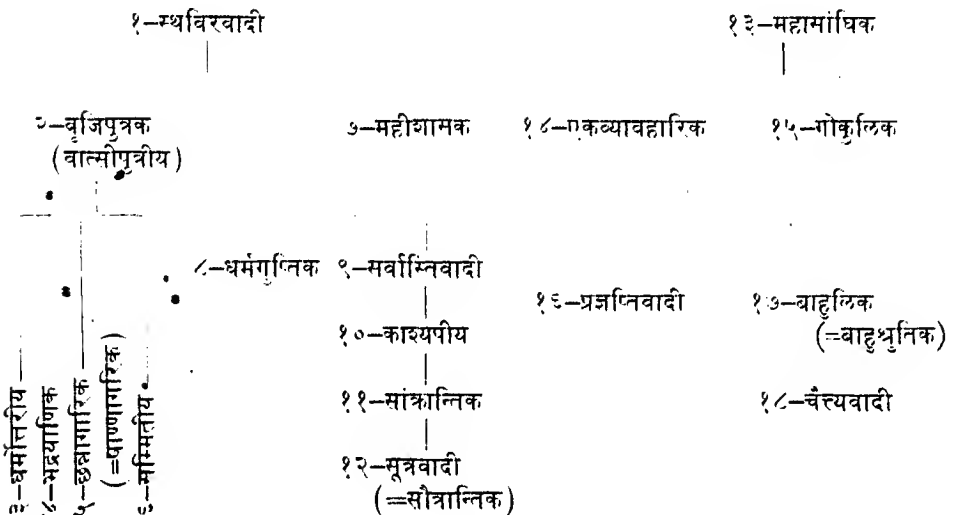 १–स्थविरवादी १३–महासांघिक
२–वृजिपुत्रक ७–महीशासक १४–एकव्यावहारिक १५–गोकुलिक
(वात्सीपुत्रीय)
८–धर्मगुप्तिक ९–सर्वास्तिवादी
१६–प्रज्ञप्तिवादी १७–बाहुलिक
(=बाहुश्रुतिक)
१०–काश्यपीय
११–सांक्रान्तिक १८–चैत्यवादी
१२–सूत्रवादी
(=सौत्रान्तिक)
३–धर्मोत्तरीय
४–भद्रयाणिक
५–छन्नागारिक
(=पाण्णागरिक)
६–सम्मितीय